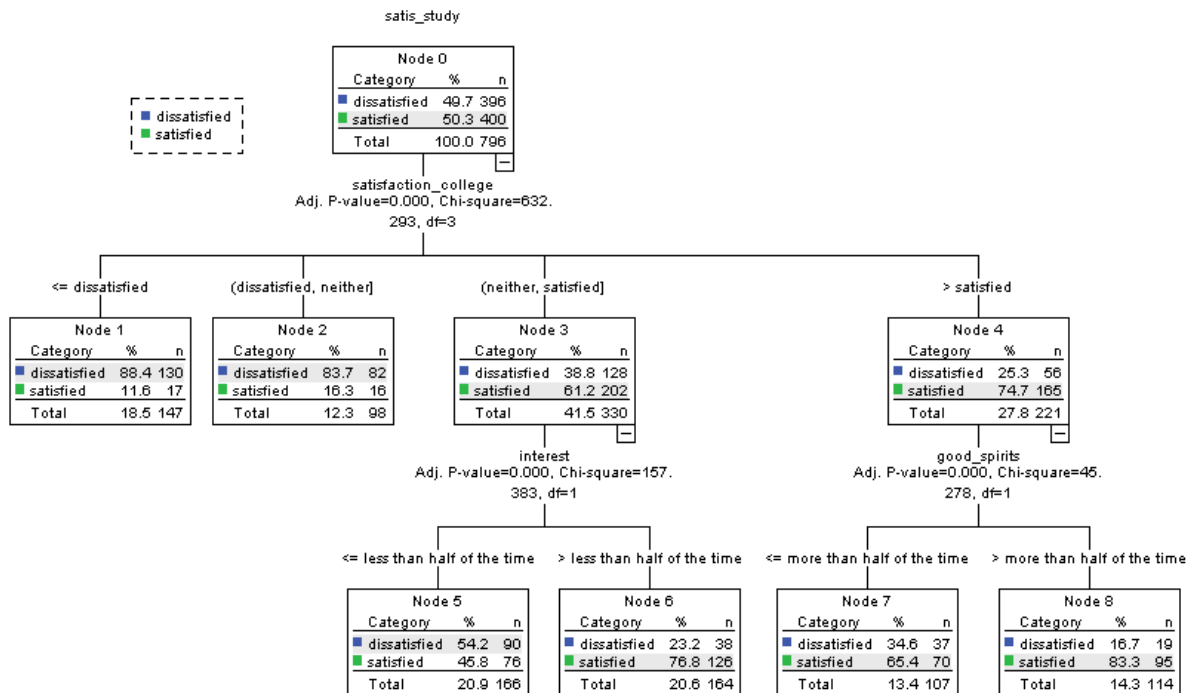 satis_study
Node 0
Category % n
dissatisfied 49.7 396
satisfied 50.3 400
Total 100.0 796
dissatisfied
satisfied
satisfaction_college
Adj. P-value=0.000, Chi-square=632.
293, df=3
<= dissatisfied
(dissatisfied, neither]
(neither, satisfied]
> satisfied
Node 1
Category % n
dissatisfied 88.4 130
satisfied 11.6 17
Total 18.5 147
Node 2
Category % n
dissatisfied 83.7 82
satisfied 16.3 16
Total 12.3 98
Node 3
Category % n
dissatisfied 38.8 128
satisfied 61.2 202
Total 41.5 330
Node 4
Category % n
dissatisfied 25.3 56
satisfied 74.7 165
Total 27.8 221
interest
Adj. P-value=0.000, Chi-square=157.
383, df=1
good_spirits
Adj. P-value=0.000, Chi-square=45.
278, df=1
<= less than half of the time
> less than half of the time
<= more than half of the time
> more than half of the time
Node 5
Category % n
dissatisfied 54.2 90
satisfied 45.8 76
Total 20.9 166
Node 6
Category % n
dissatisfied 23.2 38
satisfied 76.8 126
Total 20.6 164
Node 7
Category % n
dissatisfied 34.6 37
satisfied 65.4 70
Total 13.4 107
Node 8
Category % n
dissatisfied 16.7 19
satisfied 83.3 95
Total 14.3 114